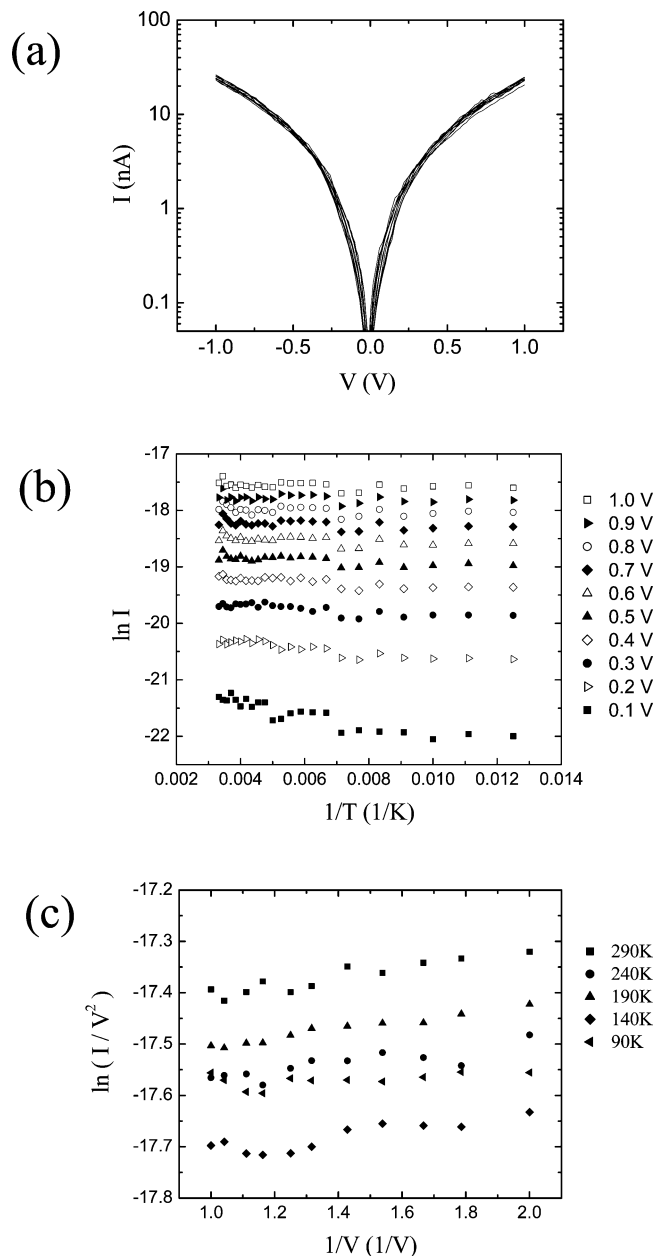 (a)
100
10
1
0.1
I (nA)
-1.0 -0.5 0.0 0.5 1.0
V (V)
(b)
-17
-18
-19
-20
-21
-22
ln I
0.002 0.004 0.006 0.008 0.010 0.012 0.014
1/T (1/K)
1.0 V
0.9 V
0.8 V
0.7 V
0.6 V
0.5 V
0.4 V
0.3 V
0.2 V
0.1 V
(c)
-17.2
-17.3
-17.4
-17.5
-17.6
-17.7
-17.8
ln ( I / V²)
1.0 1.2 1.4 1.6 1.8 2.0
1/V (1/V)
290K
240K
190K
140K
90K